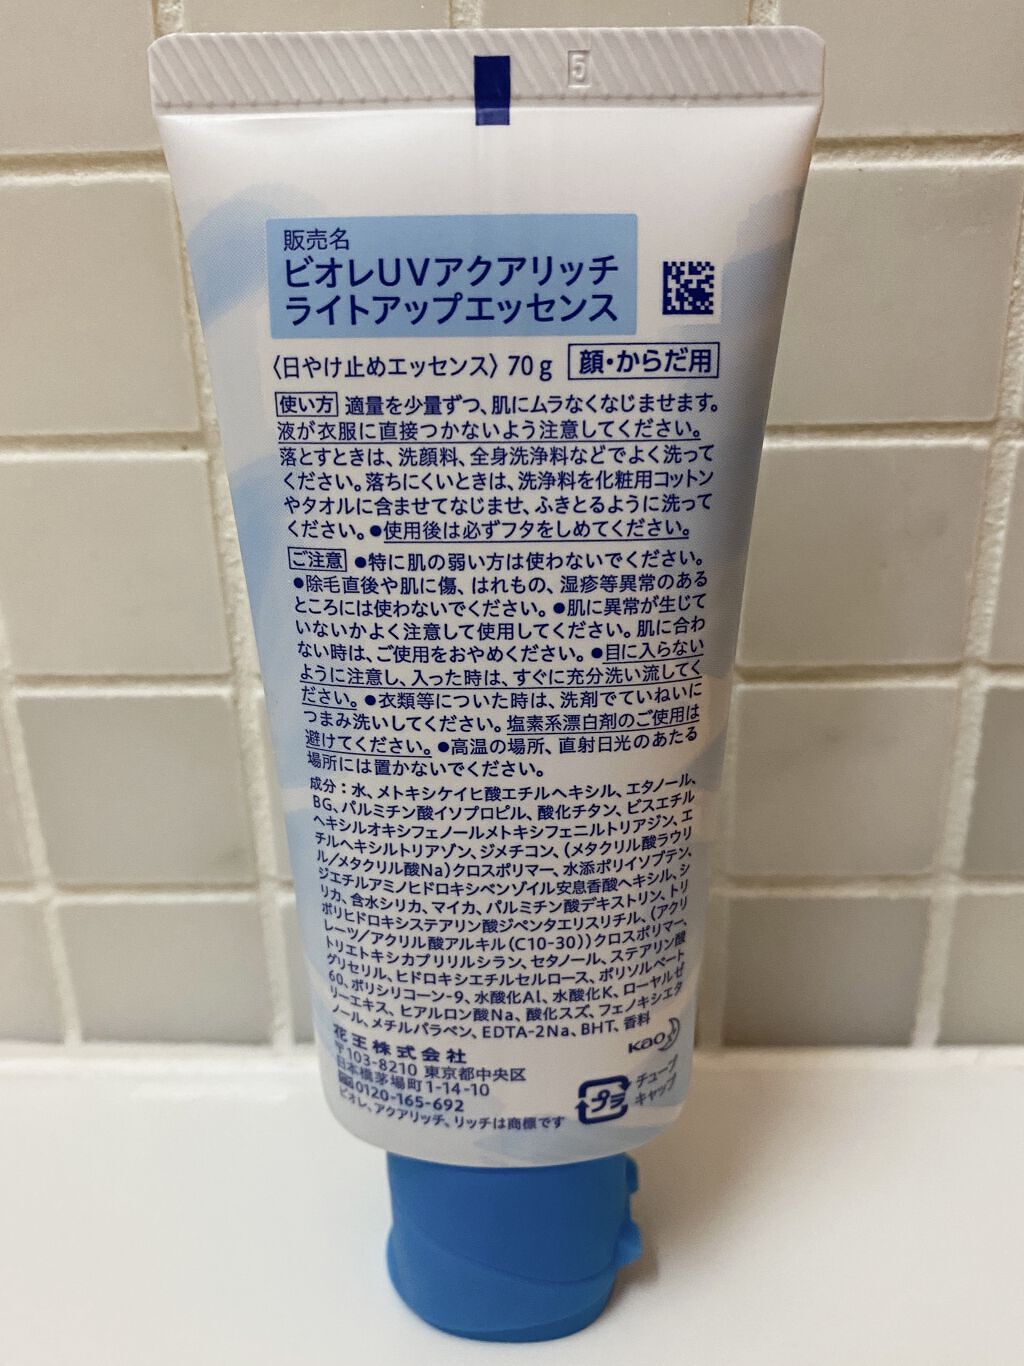 5
販売名
ビオレUVアクアリッチ
ライトアップエッセンス
〈日やけ止めエッセンス〉70g 顔・からだ用
使い方 適量を少量ずつ、肌にムラなくなじませます。
液が衣服に直接つかないよう注意してください。
落とすときは、洗顔料、全身洗浄料などでよく洗って
ください。落ちにくいときは、洗浄料を化粧用コットン
やタオルに含ませてなじませ、ふきとるように洗って
ください。●使用後は必ずフタをしめてください。
ご注意 ●特に肌の弱い方は使わないでください。
●除毛直後や肌に傷、はれもの、湿疹等異常のある
ところには使わないでください。●肌に異常が生じて
いないかよく注意して使用してください。肌に合わ
ない時は、ご使用をおやめください。●目に入らない
ように注意し、入った時は、すぐに充分洗い流してく
ださい。●衣類等についた時は、洗剤でていねいに
つまみ洗いしてください。塩素系漂白剤のご使用は
避けてください。●高温の場所、直射日光のあたる
場所には置かないでください。
成分：水、メトキシケイヒ酸エチルヘキシル、エタノール、
BG、パルミチン酸イソプロピル、酸化チタン、ビスエチル
ヘキシルオキシフェノールメトキシフェニルトリアジン、エ
チルヘキシルトリアゾン、ジメチコン、(メタクリル酸ラウリ
ル/メタクリル酸Na)クロスポリマー、水添ポリイソブテン、
ジエチルアミノヒドロキシベンゾイル安息香酸ヘキシル、シ
リカ、含水シリカ、マイカ、パルミチン酸デキストリン、トリ
ポリヒドロキシステアリン酸ジペンタエリスリチル、(アクリ
レーツ/アクリル酸アルキル(C10-30))クロスポリマー、
トリエトキシカプリリルシラン、セタノール、ステアリン酸
グリセリル、ヒドロキシエチルセルロース、ポリソルベート
60、ポリシリコーン-9、水酸化Al、水酸化K、ローヤルゼ
リーエキス、ヒアルロン酸Na、酸化スズ、フェノキシエタ
ノール、メチルパラベン、EDTA-2Na、BHT、香料
花王株式会社
〒103-8210 東京都中央区
日本橋茅場町1-14-10
0120-165-692
ビオレ、アクアリッチ、リッチは商標です
Kao
プラ
チューブ
キャップ